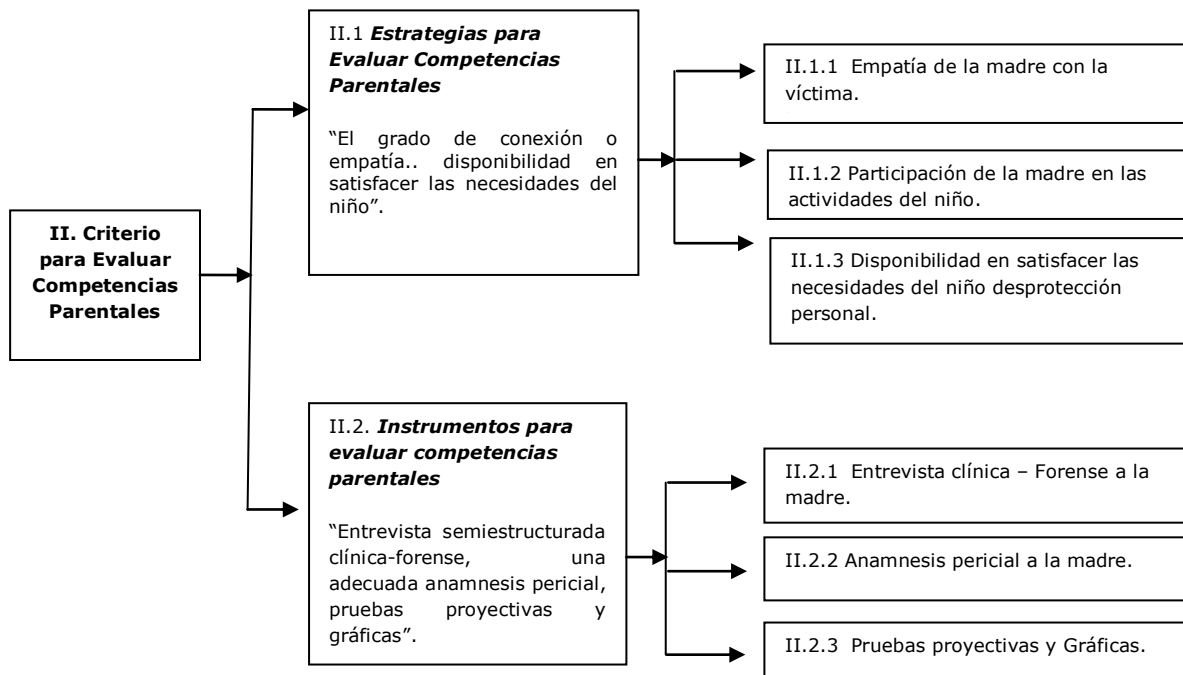 II. Criterio
para Evaluar
Competencias
Parentales
II.1 Estrategias para
Evaluar Competencias
Parentales
“El grado de conexión o
empatía.. disponibilidad en
satisfacer las necesidades del
niño”.
II.1.1 Empatía de la madre con la
víctima.
II.1.2 Participación de la madre en las
actividades del niño.
II.1.3 Disponibilidad en satisfacer las
necesidades del niño desprotección
personal.
II.2. Instrumentos para
evaluar competencias
parentales
“Entrevista semiestructurada
clínica-forense, una
adecuada anamnesis pericial,
pruebas proyectivas y
gráficas”.
II.2.1 Entrevista clínica – Forense a la
madre.
II.2.2 Anamnesis pericial a la madre.
II.2.3 Pruebas proyectivas y Gráficas.